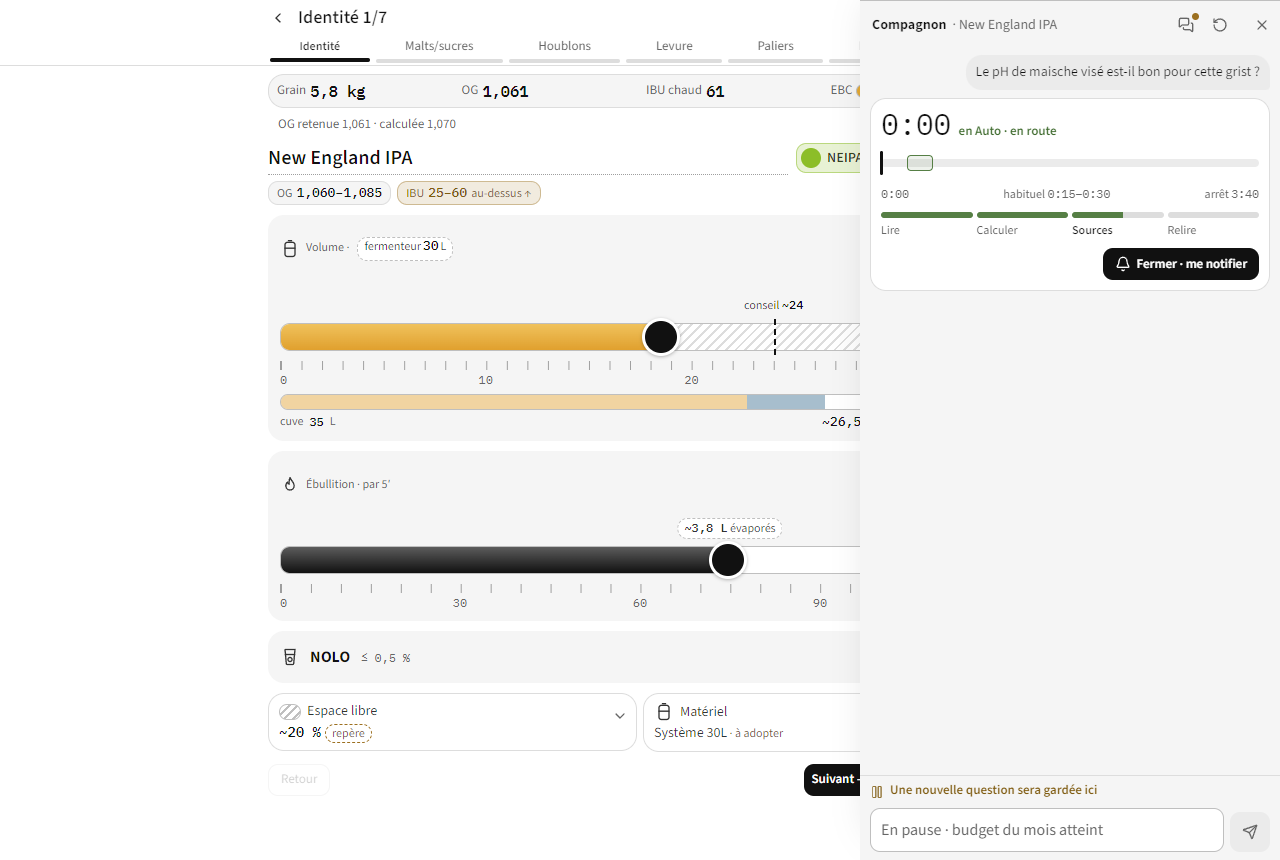 Identité 1/7
Identité
Malts/sucres
Houblons
Levure
Paliers
Grain 5,8 kg
OG 1,061
IBU chaud 61
EBC
OG retenue 1,061 · calculée 1,070
New England IPA
NEIPA
OG 1,060–1,085
IBU 25–60 au-dessus ↑
Volume ·
fermenteur 30 L
conseil ~24
0
10
20
cuve 35 L
~26,5
Ébullition · par 5'
~3,8 L évaporés
0
30
60
90
NOLO ≤ 0,5 %
Espace libre
~20 % repère
Matériel
Système 30L · à adopter
Retour
Suivant
Compagnon · New England IPA
Le pH de maische visé est-il bon pour cette grist ?
0:00 en Auto · en route
0:00
habituel 0:15–0:30
arrêt 3:40
Lire
Calculer
Sources
Relire
Fermer · me notifier
Une nouvelle question sera gardée ici
En pause · budget du mois atteint